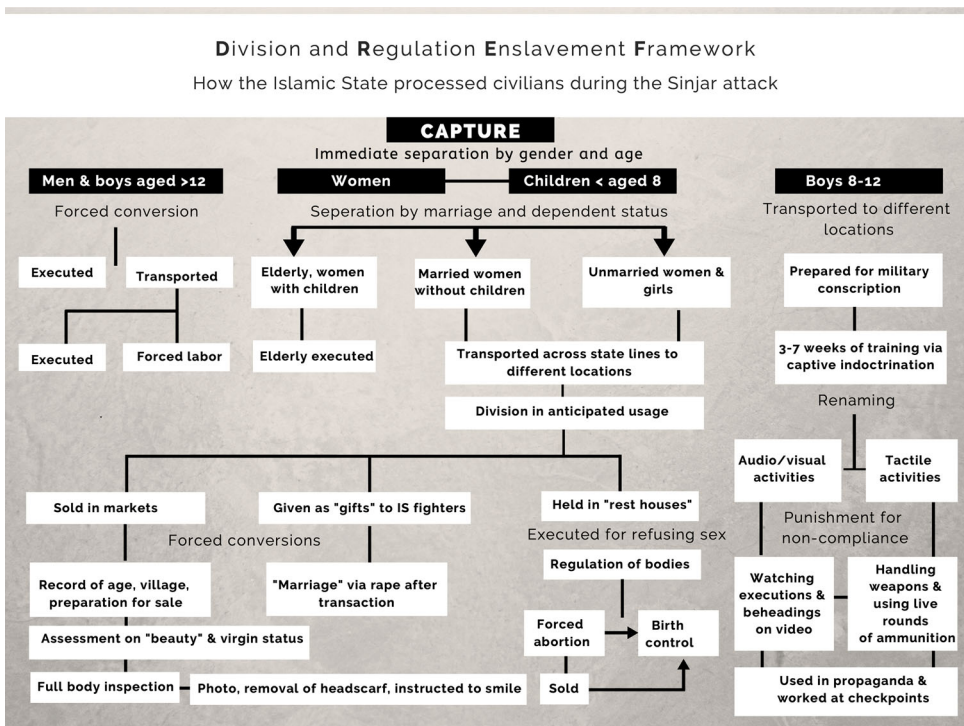 Division and Regulation Enslavement Framework
How the Islamic State processed civilians during the Sinjar attack
CAPTURE
Immediate separation by gender and age
Men & boys aged >12
Forced conversion
Executed
Transported
Executed
Forced labor
Women
Children < aged 8
Seperation by marriage and dependent status
Elderly, women
with children
Married women
without children
Unmarried women &
girls
Elderly executed
Transported across state lines to
different locations
Division in anticipated usage
Sold in markets
Given as "gifts" to IS fighters
Held in "rest houses"
Forced conversions
Executed for refusing sex
Record of age, village,
preparation for sale
"Marriage" via rape after
transaction
Regulation of bodies
Assessment on "beauty" & virgin status
Forced
abortion
Birth
control
Full body inspection
Photo, removal of headscarf, instructed to smile
Sold
Boys 8-12
Transported to different
locations
Prepared for military
conscription
3-7 weeks of training via
captive indoctrination
Renaming
Audio/visual
activities
Tactile
activities
Punishment for
non-compliance
Watching
executions &
beheadings
on video
Handling
weapons &
using live
rounds
of ammunition
Used in propaganda &
worked at checkpoints